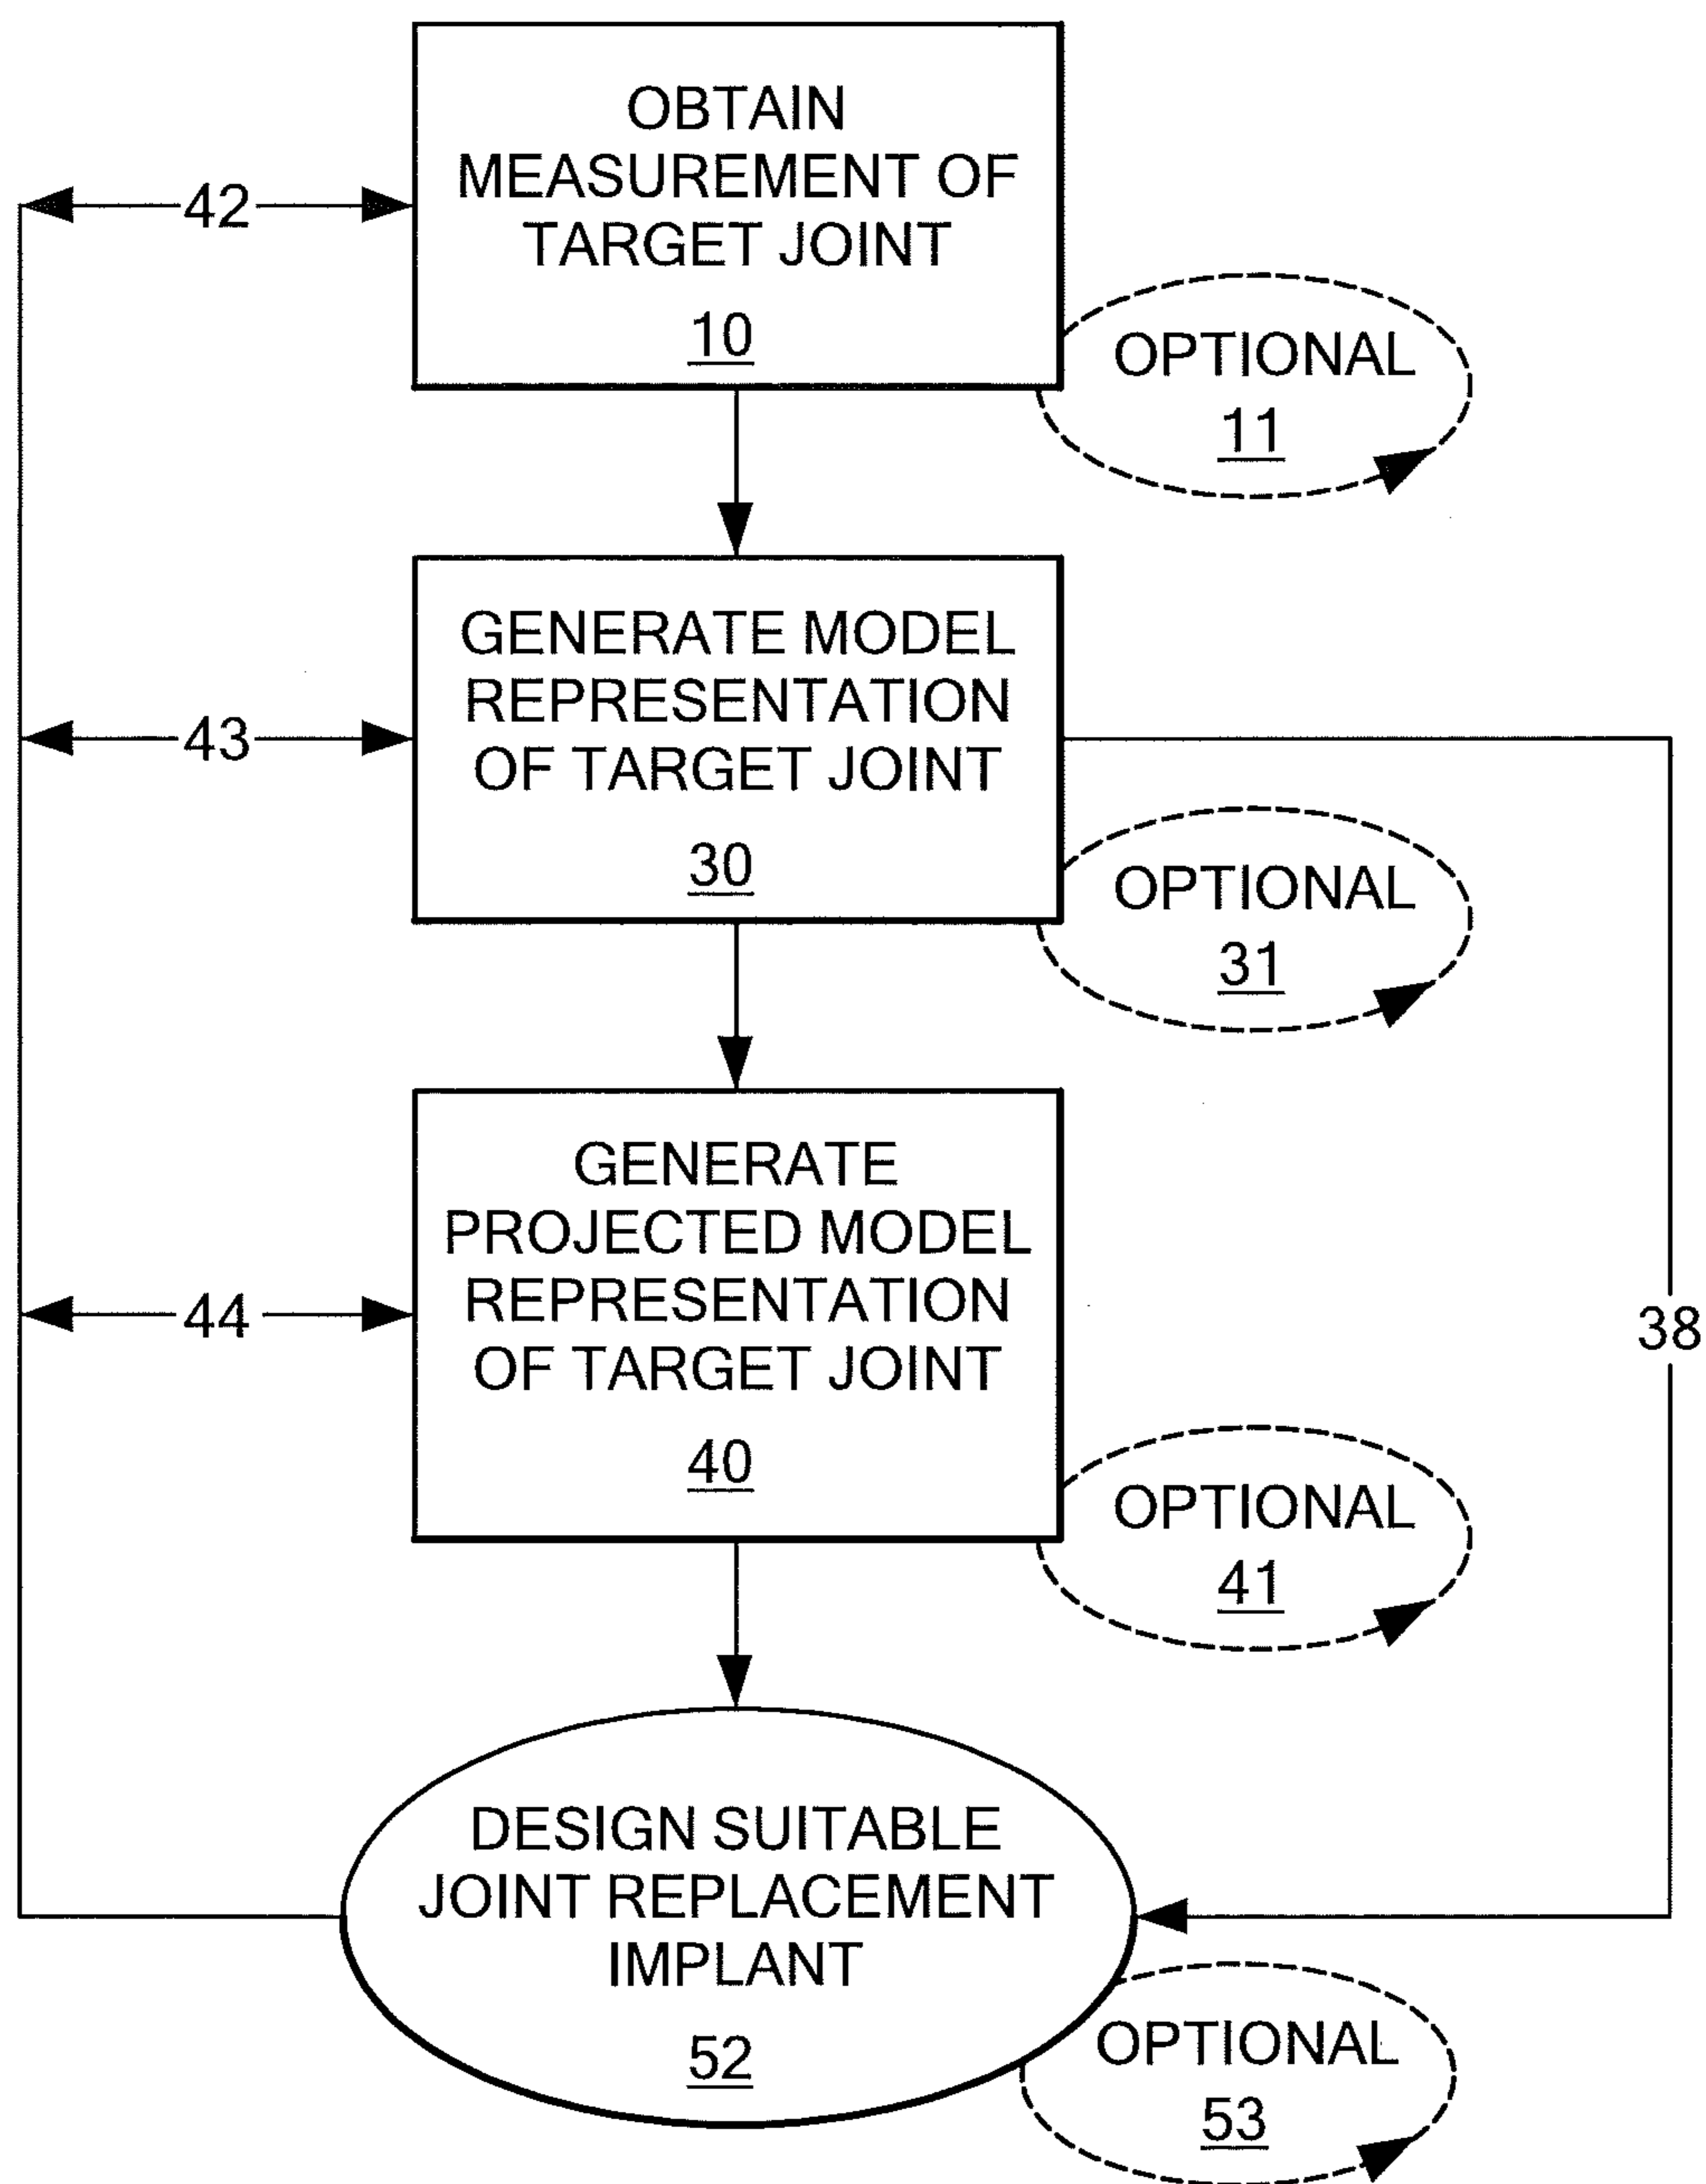 OBTAIN
MEASUREMENT OF
TARGET JOINT
10
42
OPTIONAL
11
GENERATE MODEL
REPRESENTATION
OF TARGET JOINT
30
43
OPTIONAL
31
GENERATE
PROJECTED MODEL
REPRESENTATION
OF TARGET JOINT
40
44
38
OPTIONAL
41
DESIGN SUITABLE
JOINT REPLACEMENT
IMPLANT
52
OPTIONAL
53